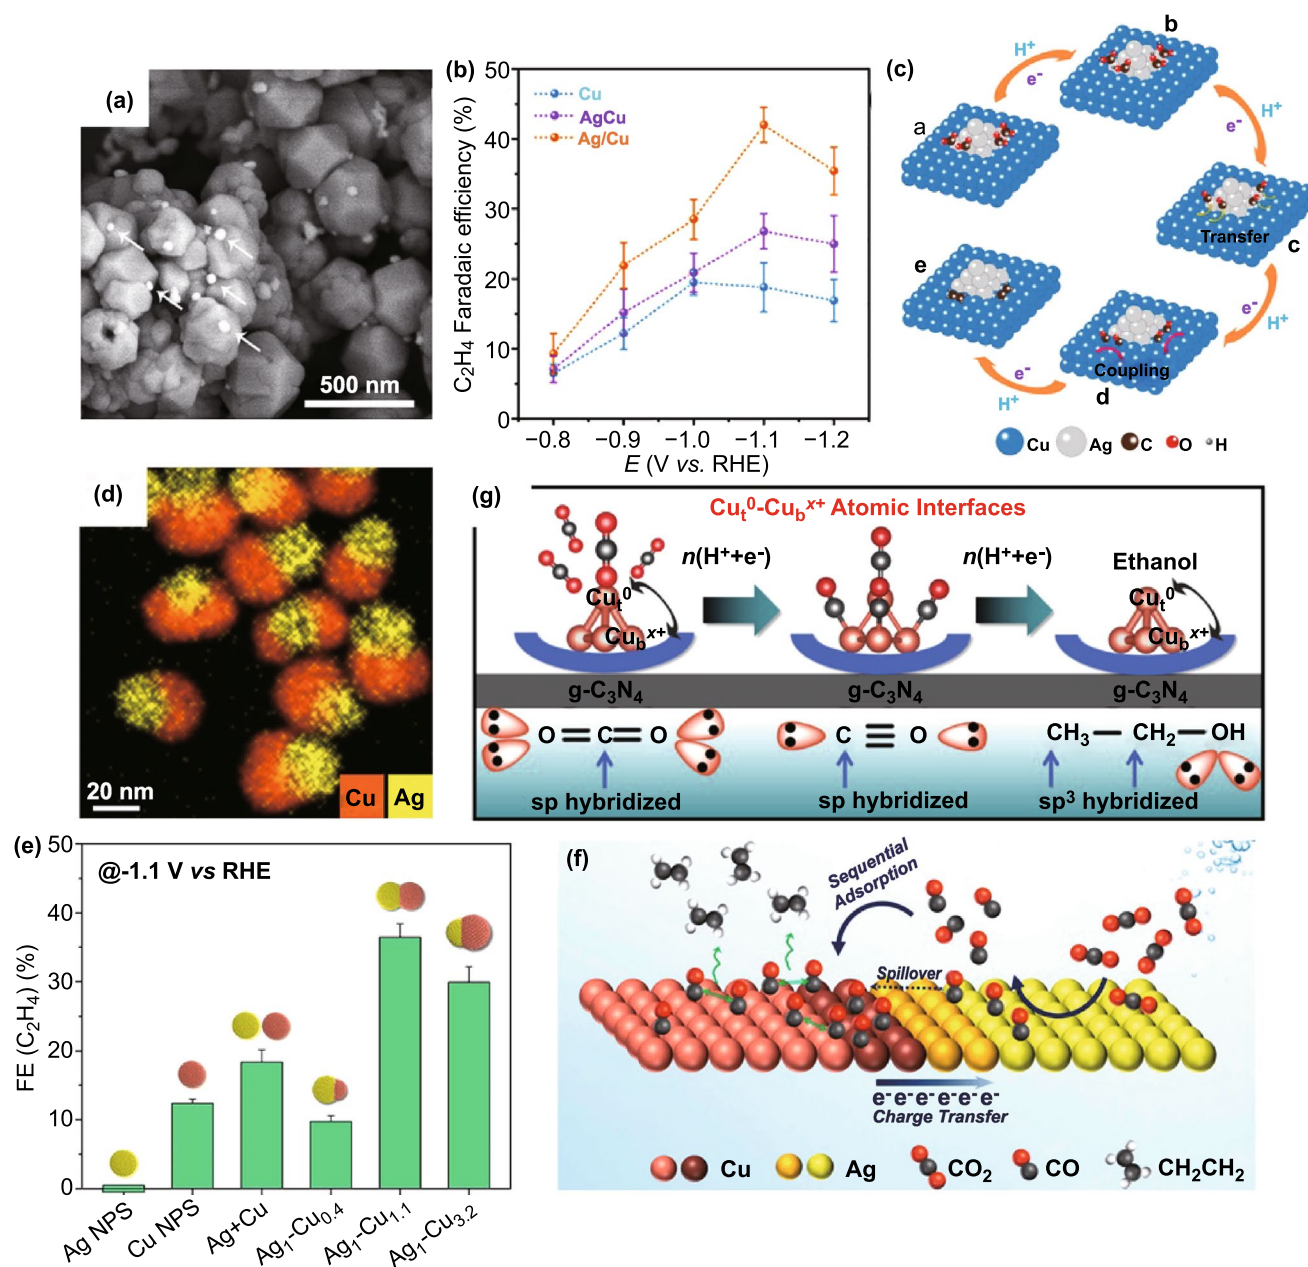 (a)
500 nm
(b)
C₂H₄ Faradaic efficiency (%)
50
40
30
20
10
0
Cu
AgCu
Ag/Cu
−0.8 −0.9 −1.0 −1.1 −1.2
E (V vs. RHE)
(c)
a
b
c
d
e
H⁺
e⁻
H⁺
e⁻
Transfer
e⁻
H⁺
Coupling
e⁻
H⁺
Cu Ag C O H
(d)
20 nm
Cu Ag
(g)
Cuₜ⁰-Cu_bˣ⁺ Atomic Interfaces
n(H⁺+e⁻)
n(H⁺+e⁻)
Ethanol
Cuₜ⁰
Cu_bˣ⁺
Cuₜ⁰
Cu_bˣ⁺
g-C₃N₄ g-C₃N₄ g-C₃N₄
O = C = O
C ≡ O
CH₃ — CH₂ — OH
sp hybridized
sp hybridized
sp³ hybridized
(e)
FE (C₂H₄) (%)
50
40
30
20
10
0
@-1.1 V vs RHE
Ag NPS
Cu NPS
Ag+Cu
Ag₁-Cu₀.₄
Ag₁-Cu₁.₁
Ag₁-Cu₃.₂
(f)
Sequential
Adsorption
Spillover
e⁻e⁻e⁻e⁻e⁻e⁻
Charge Transfer
Cu Ag CO₂ CO CH₂CH₂